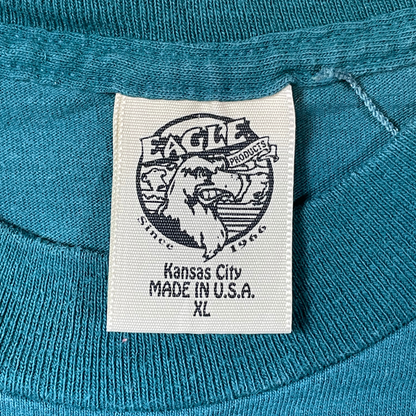 EAGLE
PRODUCTS
Since 1966
Kansas City
MADE IN U.S.A.
XL